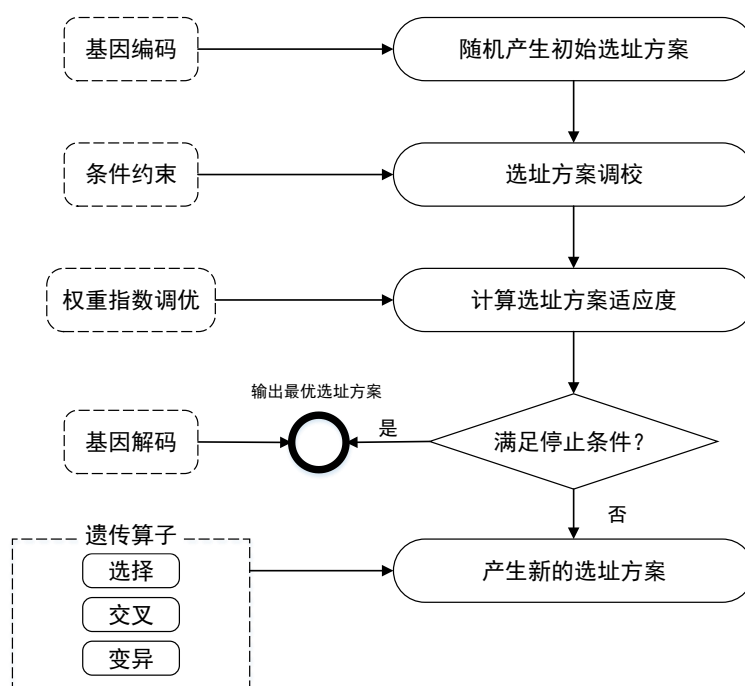 基因编码
随机产生初始选址方案
条件约束
选址方案调校
权重指数调优
计算选址方案适应度
输出最优选址方案
基因解码
是
满足停止条件?
否
遗传算子
选择
产生新的选址方案
交叉
变异